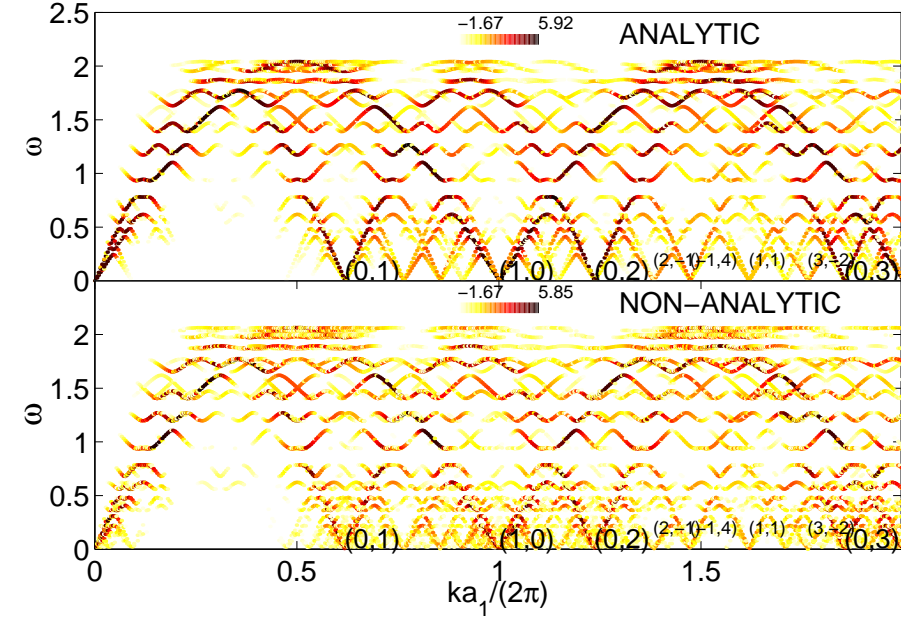 2.5
−1.67 5.92 ANALYTIC
2
1.5
ω
1
0.5
0
(0,1) (1,0) (0,2) (2,−1) (−1,4) (1,1) (3,−2) (0,3)
−1.67 5.85 NON−ANALYTIC
2
1.5
ω
1
0.5
0
(0,1) (1,0) (0,2) (2,−1) (−1,4) (1,1) (3,−2) (0,3)
0 0.5 1 1.5
ka₁/(2π)